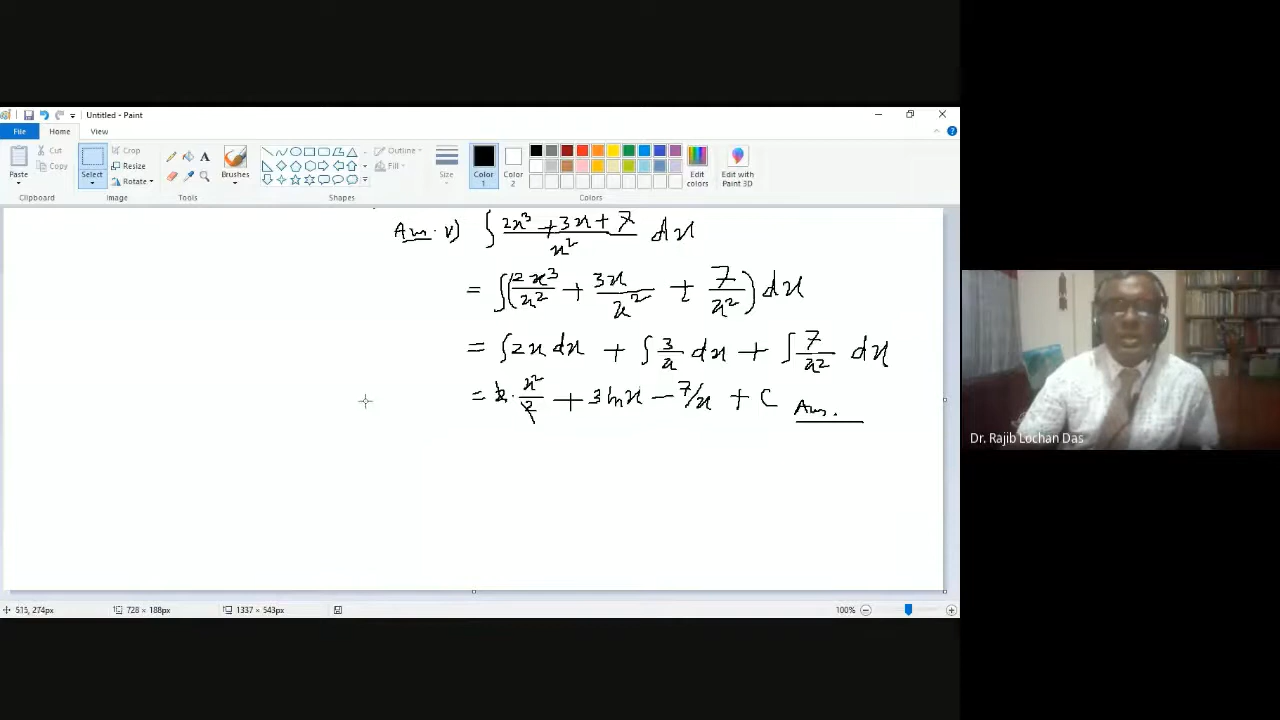 Untitled - Paint
File Home View
Paste Cut Copy
Select Crop Resize Rotate
Brushes
Outline Fill
Size
Color 1
Color 2
Edit colors
Edit with Paint 3D
Clipboard Image Tools Shapes Colors
Ans. v) ∫ (2x³ + 3x + 7)/x² dx
= ∫(2x³/x² + 3x/x² + 7/x²) dx
= ∫2x dx + ∫ 3/x dx + ∫ 7/x² dx
= 2. x²/2 + 3 ln x - 7/x + C Ans.
Dr. Rajib Lochan Das
515, 274px 728 × 188px 1337 × 543px 100%